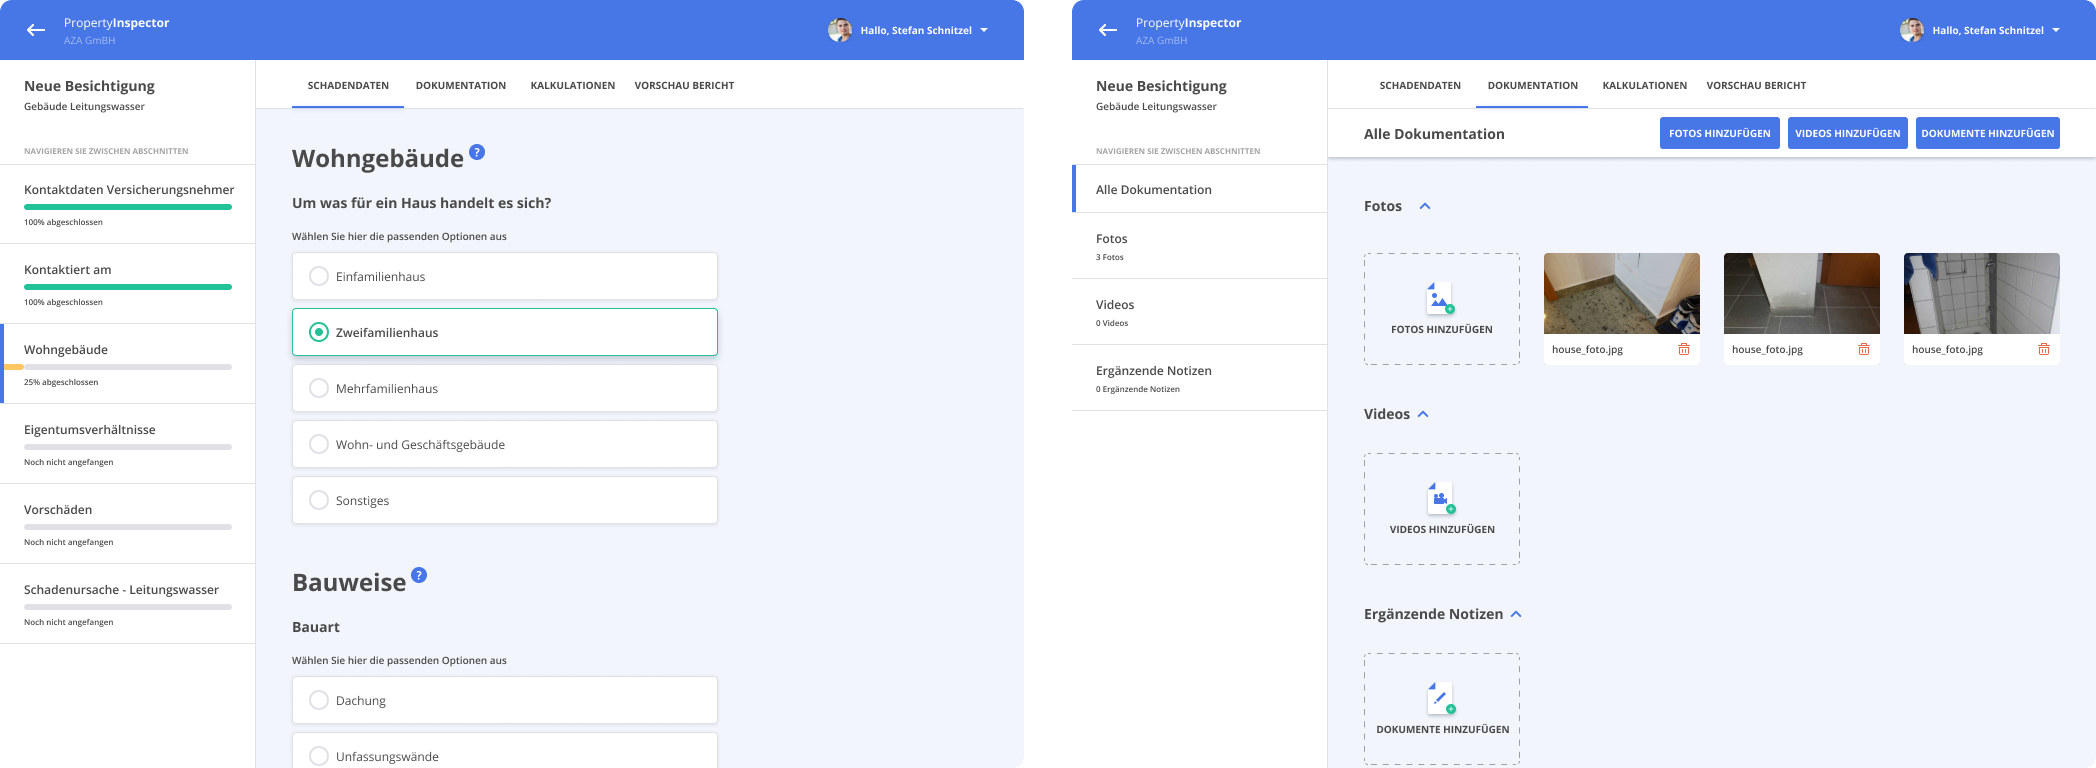 PropertyInspector
AZA GmBH
Hallo, Stefan Schnitzel
Neue Besichtigung
Gebäude Leitungswasser
NAVIGIEREN SIE ZWISCHEN ABSCHNITTEN
Kontaktdaten Versicherungsnehmer
100% abgeschlossen
Kontaktiert am
100% abgeschlossen
Wohngebäude
25% abgeschlossen
Eigentumsverhältnisse
Noch nicht angefangen
Vorschäden
Noch nicht angefangen
Schadenursache - Leitungswasser
Noch nicht angefangen
SCHADENDATEN DOKUMENTATION KALKULATIONEN VORSCHAU BERICHT
Wohngebäude ?
Um was für ein Haus handelt es sich?
Wählen Sie hier die passenden Optionen aus
Einfamilienhaus
Zweifamilienhaus
Mehrfamilienhaus
Wohn- und Geschäftsgebäude
Sonstiges
Bauweise ?
Bauart
Wählen Sie hier die passenden Optionen aus
Dachung
Unfassungswände
PropertyInspector
AZA GmBH
Hallo, Stefan Schnitzel
Neue Besichtigung
Gebäude Leitungswasser
NAVIGIEREN SIE ZWISCHEN ABSCHNITTEN
Alle Dokumentation
Fotos
3 Fotos
Videos
0 Videos
Ergänzende Notizen
0 Ergänzende Notizen
SCHADENDATEN DOKUMENTATION KALKULATIONEN VORSCHAU BERICHT
Alle Dokumentation FOTOS HINZUFÜGEN VIDEOS HINZUFÜGEN DOKUMENTE HINZUFÜGEN
Fotos
FOTOS HINZUFÜGEN
house_foto.jpg house_foto.jpg house_foto.jpg
Videos
VIDEOS HINZUFÜGEN
Ergänzende Notizen
DOKUMENTE HINZUFÜGEN